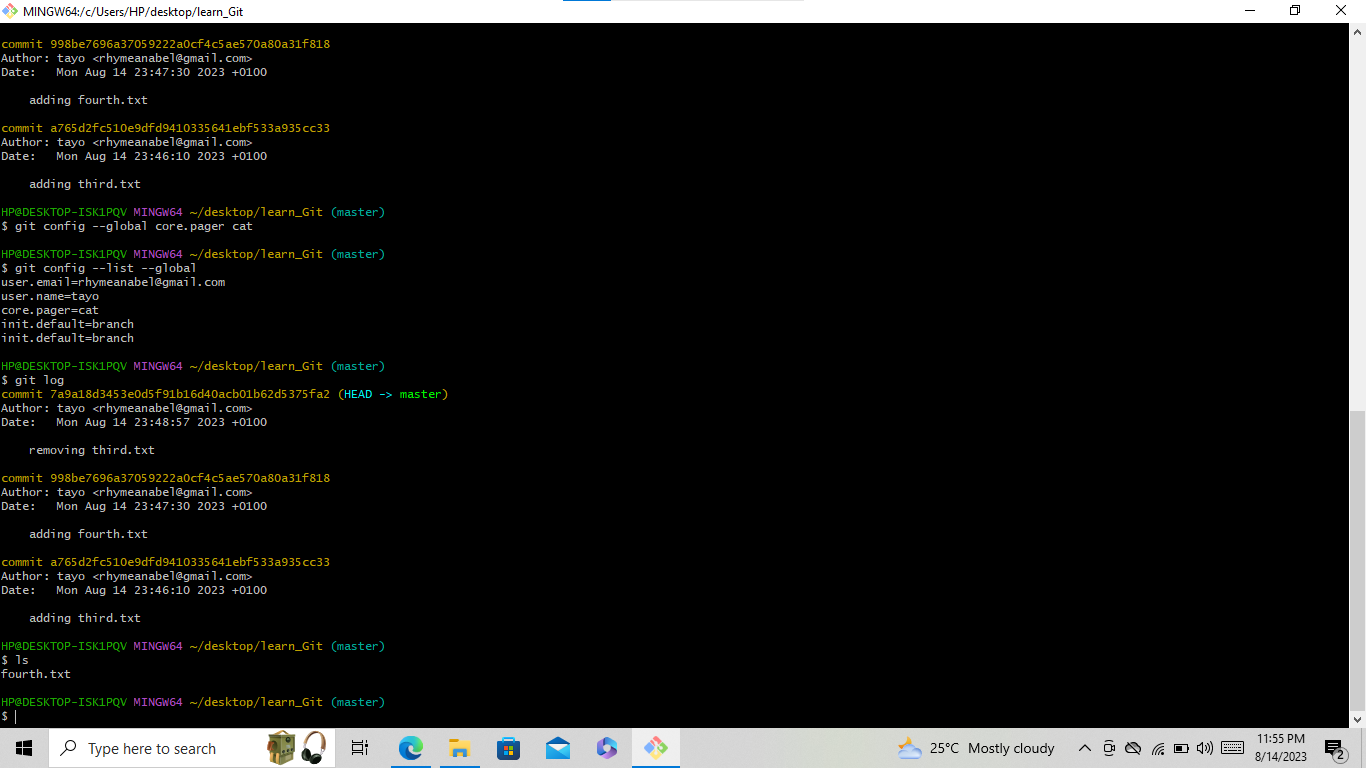 MINGW64:/c/Users/HP/desktop/learn_Git
commit 998be7696a37059222a0cf4c5ae570a80a31f818
Author: tayo <rhymeanabel@gmail.com>
Date:   Mon Aug 14 23:47:30 2023 +0100
    adding fourth.txt
commit a765d2fc510e9dfd9410335641ebf533a935cc33
Author: tayo <rhymeanabel@gmail.com>
Date:   Mon Aug 14 23:46:10 2023 +0100
    adding third.txt
HP@DESKTOP-ISK1PQV MINGW64 ~/desktop/learn_Git (master)
$ git config --global core.pager cat
HP@DESKTOP-ISK1PQV MINGW64 ~/desktop/learn_Git (master)
$ git config --list --global
user.email=rhymeanabel@gmail.com
user.name=tayo
core.pager=cat
init.default=branch
init.default=branch
HP@DESKTOP-ISK1PQV MINGW64 ~/desktop/learn_Git (master)
$ git log
commit 7a9a18d3453e0d5f91b16d40acb01b62d5375fa2 (HEAD -> master)
Author: tayo <rhymeanabel@gmail.com>
Date:   Mon Aug 14 23:48:57 2023 +0100
    removing third.txt
commit 998be7696a37059222a0cf4c5ae570a80a31f818
Author: tayo <rhymeanabel@gmail.com>
Date:   Mon Aug 14 23:47:30 2023 +0100
    adding fourth.txt
commit a765d2fc510e9dfd9410335641ebf533a935cc33
Author: tayo <rhymeanabel@gmail.com>
Date:   Mon Aug 14 23:46:10 2023 +0100
    adding third.txt
HP@DESKTOP-ISK1PQV MINGW64 ~/desktop/learn_Git (master)
$ ls
fourth.txt
HP@DESKTOP-ISK1PQV MINGW64 ~/desktop/learn_Git (master)
$
Type here to search
25°C Mostly cloudy
11:55 PM
8/14/2023
2